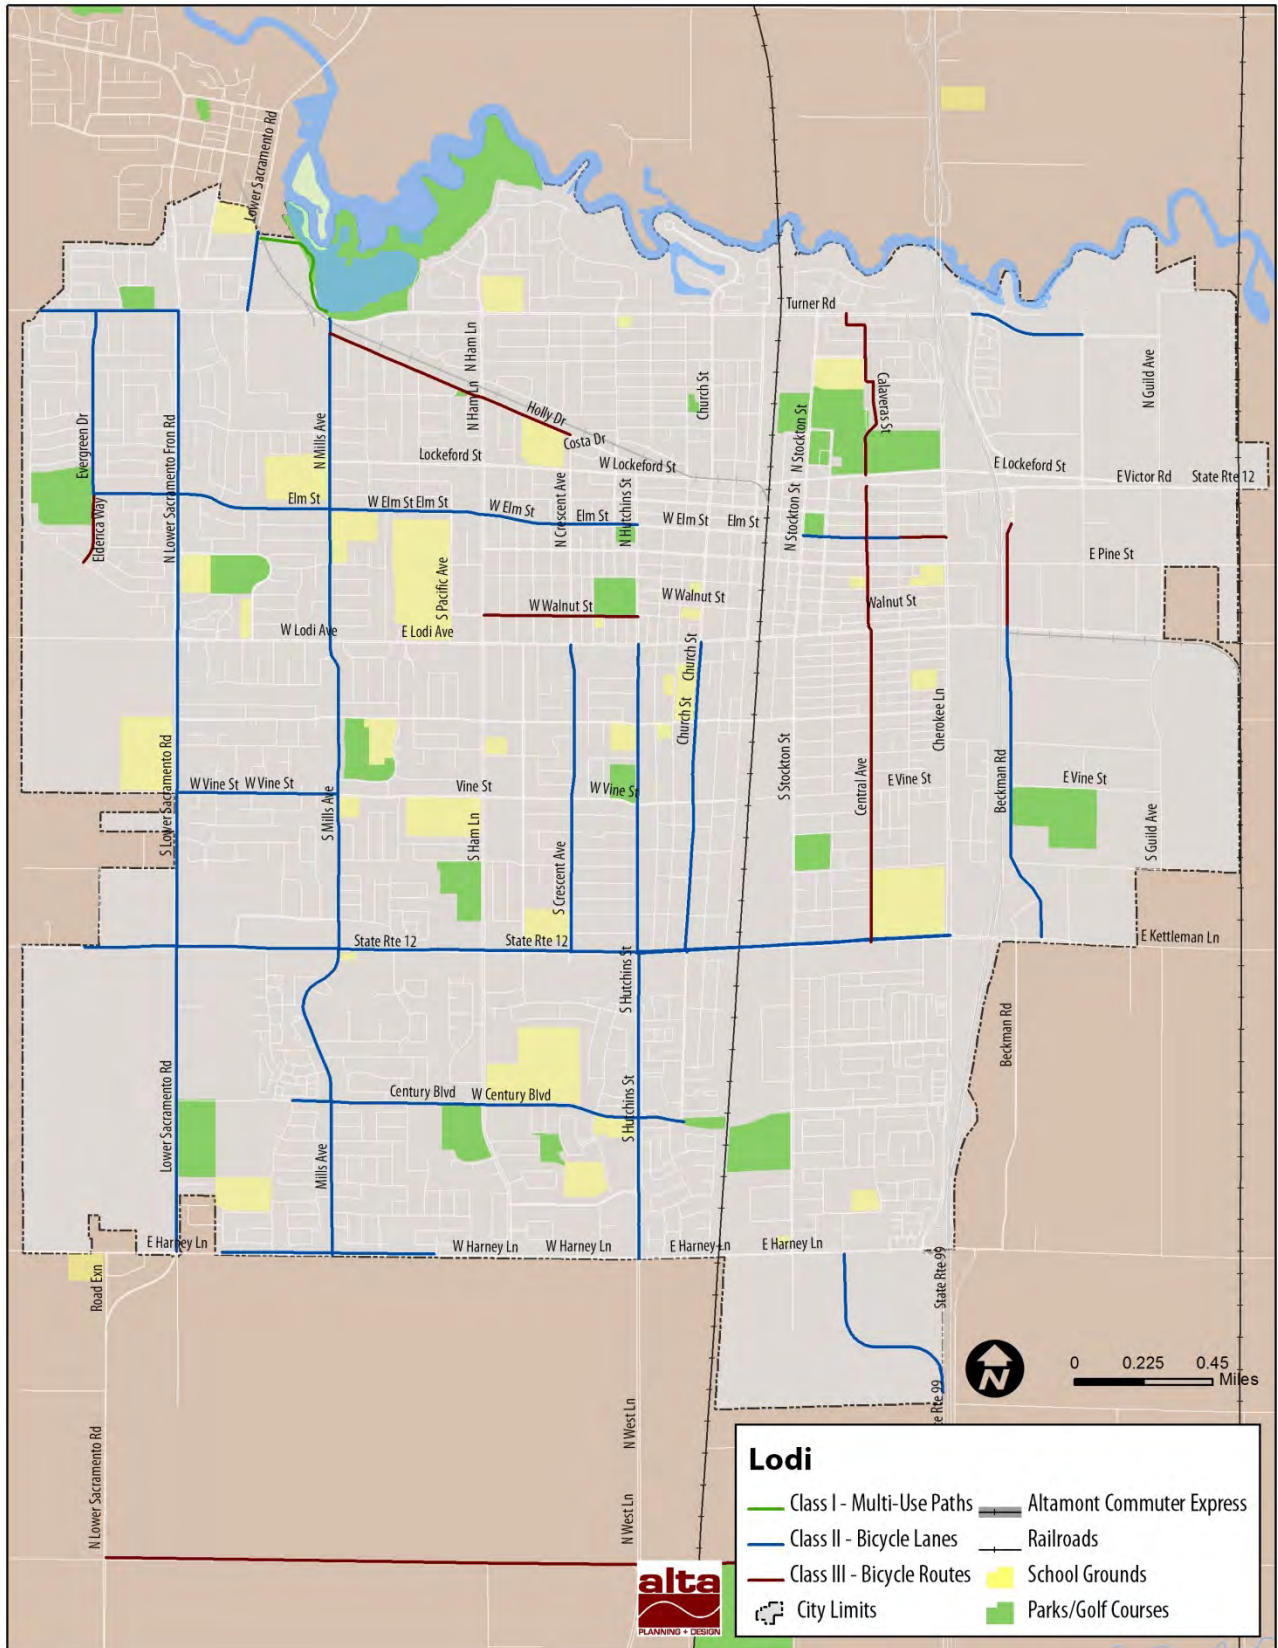 Lower Sacramento Rd
Turner Rd
N Ham Ln
N Ham Ln
Holly Dr
Costa Dr
Church St
Calaveras St
N Guild Ave
Evergreen Dr
N Lower Sacramento Fron Rd
N Mills Ave
Lockeford St
W Lockeford St
N Stockton St
E Lockeford St
E Victor Rd
State Rte 12
Elm St
W Elm St
Elm St
W Elm St
Elm St
N Crescent Ave
N Hutchins St
W Elm St
Elm St
N Stockton St
Elderica Way
E Pine St
S Pacific Ave
W Walnut St
W Walnut St
Walnut St
W Lodi Ave
E Lodi Ave
Church St
Church St
Cherokee Ln
S Lower Sacramento Rd
W Vine St
W Vine St
S Mills Ave
Vine St
S Ham Ln
W Vine St
S Stockton St
Central Ave
E Vine St
Beckman Rd
E Vine St
S Guild Ave
S Crescent Ave
State Rte 12
State Rte 12
E Kettleman Ln
S Hutchins St
Beckman Rd
Lower Sacramento Rd
Century Blvd
W Century Blvd
S Hutchins St
Mills Ave
E Harney Ln
W Harney Ln
W Harney Ln
E Harney Ln
E Harney Ln
Road Exn
State Rte 99
N
0 0.225 0.45
Miles
N West Ln
N Lower Sacramento Rd
N West Ln
Lodi
Class I - Multi-Use Paths
Altamont Commuter Express
Class II - Bicycle Lanes
Railroads
Class III - Bicycle Routes
School Grounds
City Limits
Parks/Golf Courses
alta
PLANNING + DESIGN